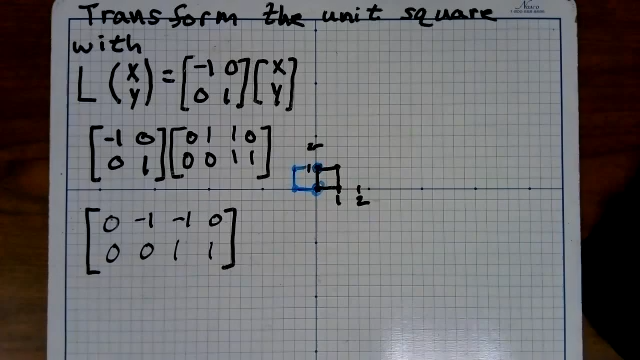 Transform the unit square
with
L (x y) = [-1 0 0 1] [x y]
[-1 0 0 1] [0 1 1 0 0 0 1 1]
2
1
1 2
[0 -1 -1 0 0 0 1 1]